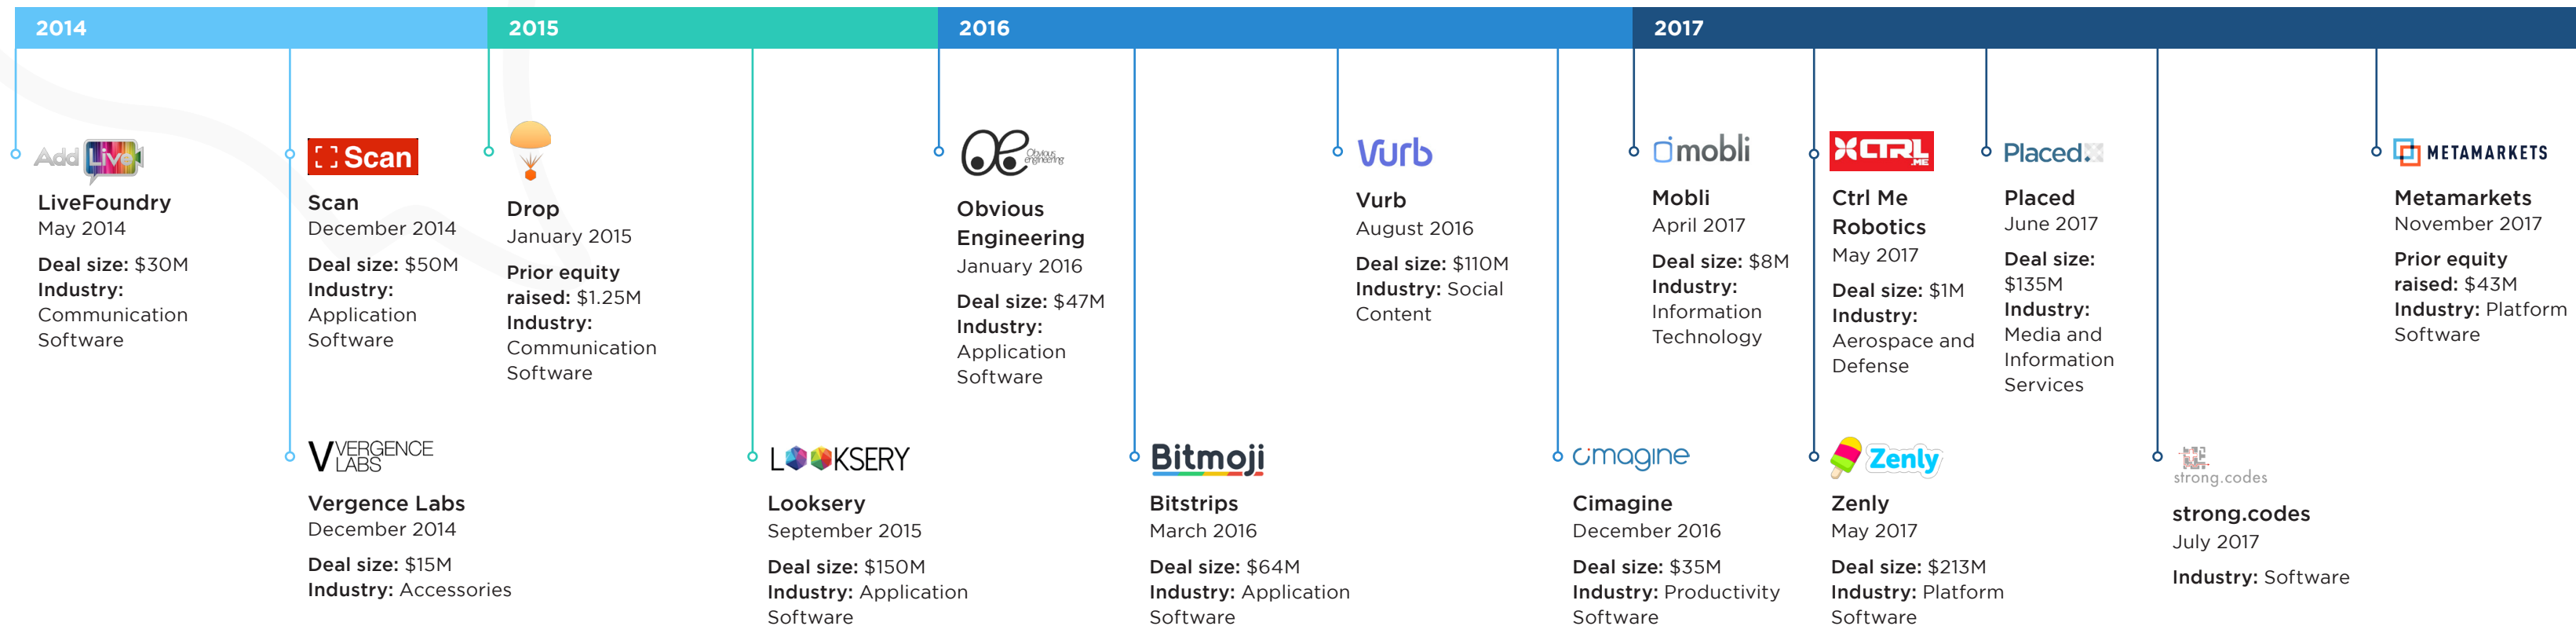 2014
2015
2016
2017
AddLive
LiveFoundry
May 2014
Deal size: $30M
Industry:
Communication
Software
Scan
Scan
December 2014
Deal size: $50M
Industry:
Application
Software
VERGENCE
LABS
Vergence Labs
December 2014
Deal size: $15M
Industry: Accessories
Drop
January 2015
Prior equity
raised: $1.25M
Industry:
Communication
Software
LOOKSERY
Looksery
September 2015
Deal size: $150M
Industry: Application
Software
Obvious
engineering
Obvious
Engineering
January 2016
Deal size: $47M
Industry:
Application
Software
Bitmoji
Bitstrips
March 2016
Deal size: $64M
Industry: Application
Software
Vurb
Vurb
August 2016
Deal size: $110M
Industry: Social
Content
cimagine
Cimagine
December 2016
Deal size: $35M
Industry: Productivity
Software
mobli
Mobli
April 2017
Deal size: $8M
Industry:
Information
Technology
CTRL
.ME
Ctrl Me
Robotics
May 2017
Deal size: $1M
Industry:
Aerospace and
Defense
Zenly
Zenly
May 2017
Deal size: $213M
Industry: Platform
Software
Placed
Placed
June 2017
Deal size:
$135M
Industry:
Media and
Information
Services
strong.codes
strong.codes
July 2017
Industry: Software
METAMARKETS
Metamarkets
November 2017
Prior equity
raised: $43M
Industry: Platform
Software